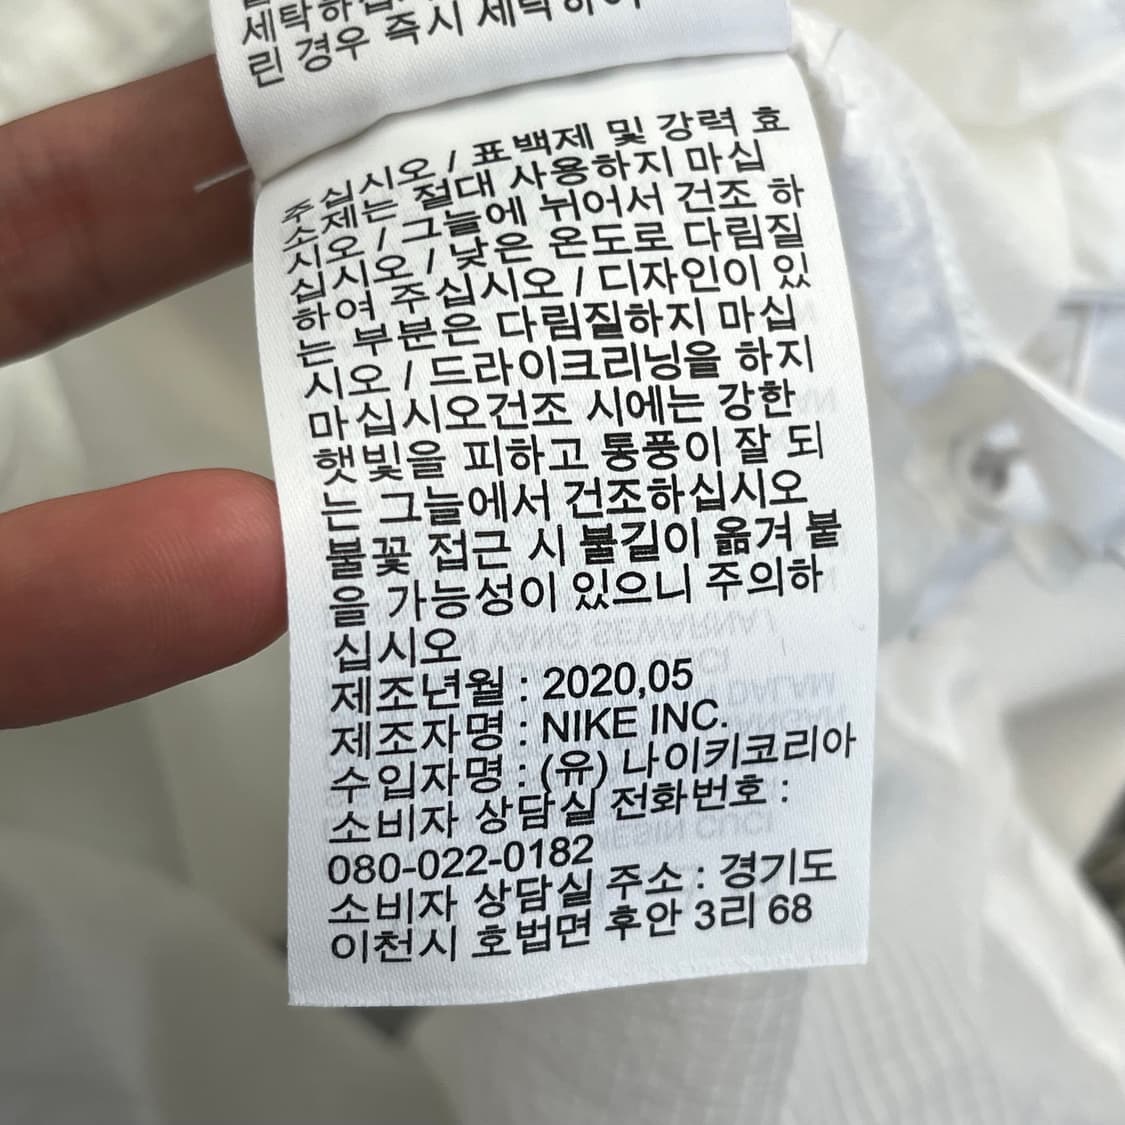 세탁하십
린 경우 즉시 세탁하여
주십시오 / 표백제 및 강력 효
소제는 절대 사용하지 마십
시오 / 그늘에 뉘어서 건조 하
십시오 / 낮은 온도로 다림질
하여 주십시오 / 디자인이 있
는 부분은 다림질하지 마십
시오 / 드라이크리닝을 하지
마십시오건조 시에는 강한
햇빛을 피하고 통풍이 잘 되
는 그늘에서 건조하십시오
불꽃 접근 시 불길이 옮겨 붙
을 가능성이 있으니 주의하
십시오
제조년월 : 2020,05
제조자명 : NIKE INC.
수입자명 : (유) 나이키코리아
소비자 상담실 전화번호 :
080-022-0182
소비자 상담실 주소 : 경기도
이천시 호법면 후안 3리 68